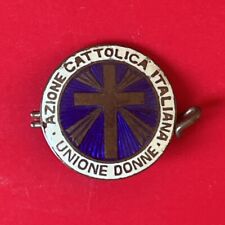 · AZIONE CATTOLICA ITALIANA ·
UNIONE DONNE